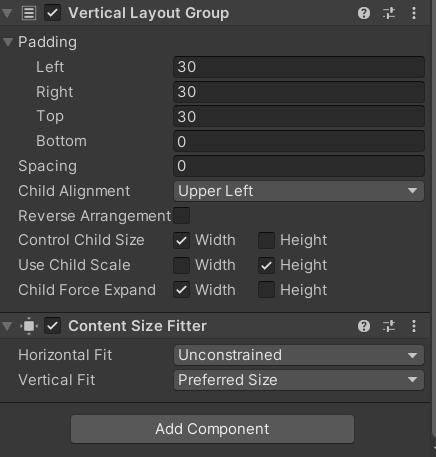 Vertical Layout Group
Padding
Left 30
Right 30
Top 30
Bottom 0
Spacing 0
Child Alignment Upper Left
Reverse Arrangement
Control Child Size Width Height
Use Child Scale Width Height
Child Force Expand Width Height
Content Size Fitter
Horizontal Fit Unconstrained
Vertical Fit Preferred Size
Add Component